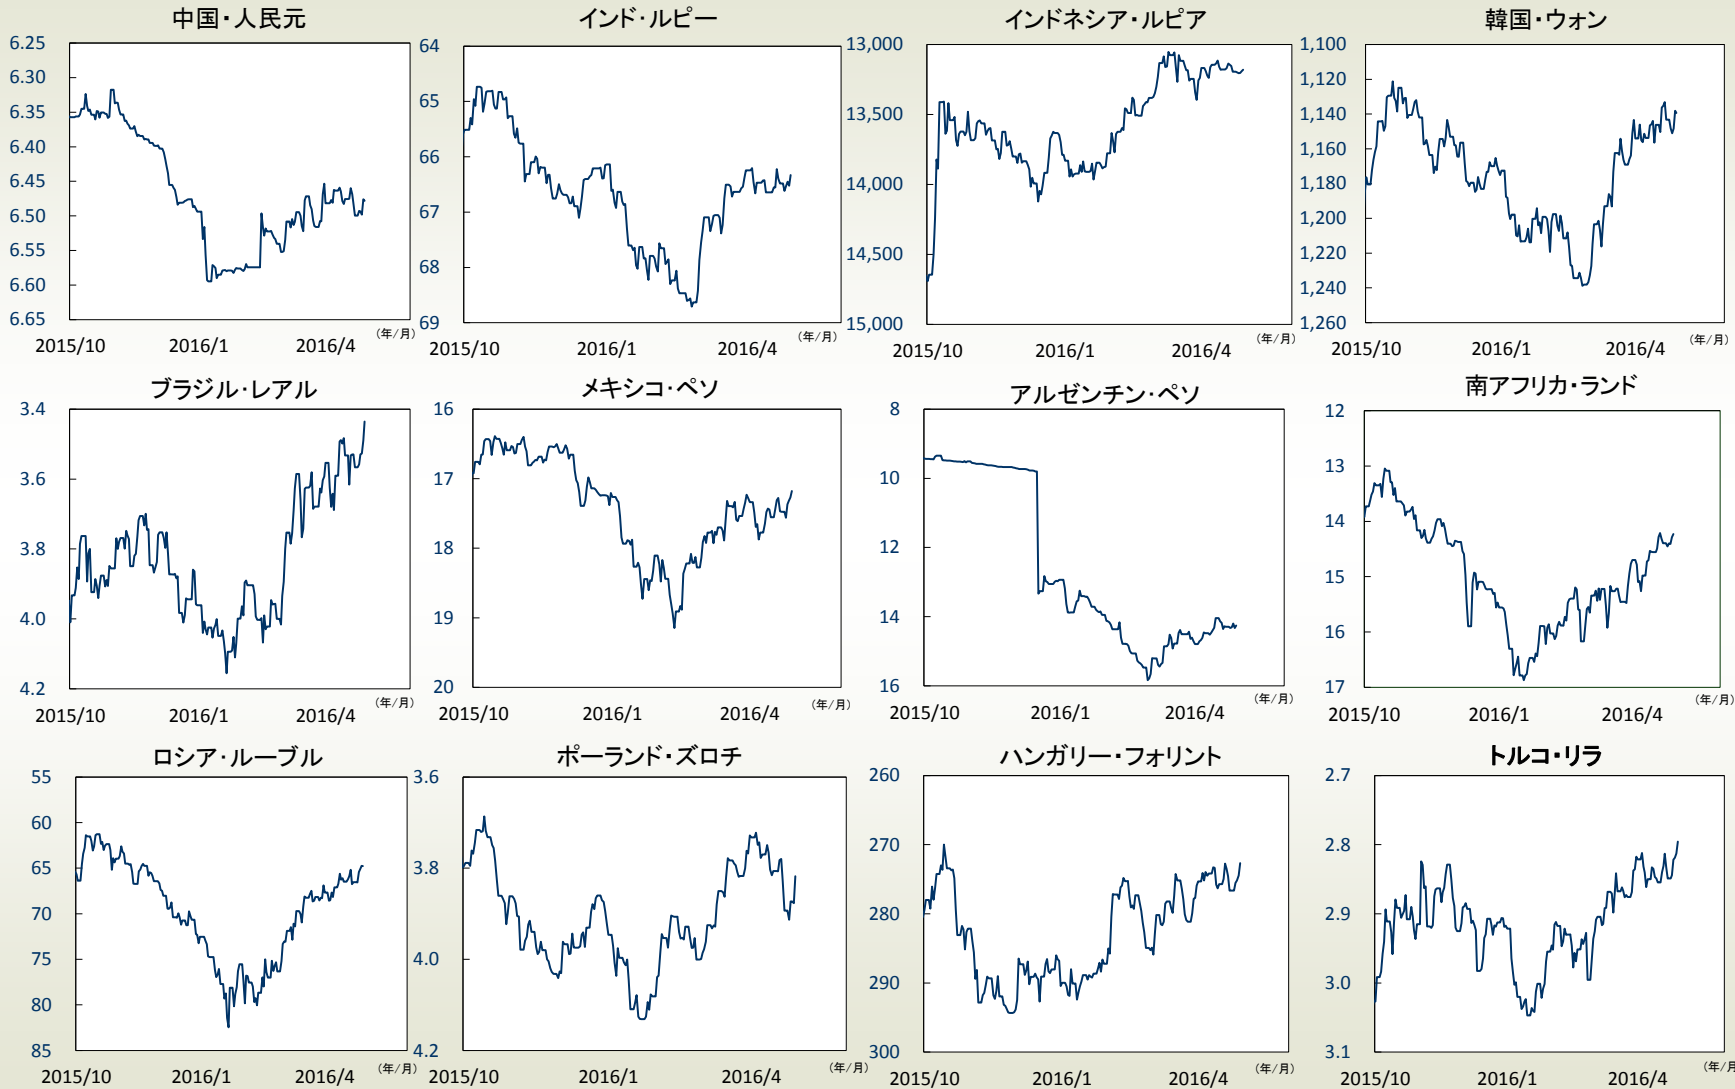 中国・人民元
6.25
6.30
6.35
6.40
6.45
6.50
6.55
6.60
6.65
2015/10 2016/1 2016/4
(年/月)
インド・ルピー
64
65
66
67
68
69
2015/10 2016/1 2016/4
(年/月)
インドネシア・ルピア
13,000
13,500
14,000
14,500
15,000
2015/10 2016/1 2016/4
(年/月)
韓国・ウォン
1,100
1,120
1,140
1,160
1,180
1,200
1,220
1,240
1,260
2015/10 2016/1 2016/4
(年/月)
ブラジル・レアル
3.4
3.6
3.8
4.0
4.2
2015/10 2016/1 2016/4
(年/月)
メキシコ・ペソ
16
17
18
19
20
2015/10 2016/1 2016/4
(年/月)
アルゼンチン・ペソ
8
10
12
14
16
2015/10 2016/1 2016/4
(年/月)
南アフリカ・ランド
12
13
14
15
16
17
2015/10 2016/1 2016/4
(年/月)
ロシア・ルーブル
55
60
65
70
75
80
85
2015/10 2016/1 2016/4
(年/月)
ポーランド・ズロチ
3.6
3.8
4.0
4.2
2015/10 2016/1 2016/4
(年/月)
ハンガリー・フォリント
260
270
280
290
300
2015/10 2016/1 2016/4
(年/月)
トルコ・リラ
2.7
2.8
2.9
3.0
3.1
2015/10 2016/1 2016/4
(年/月